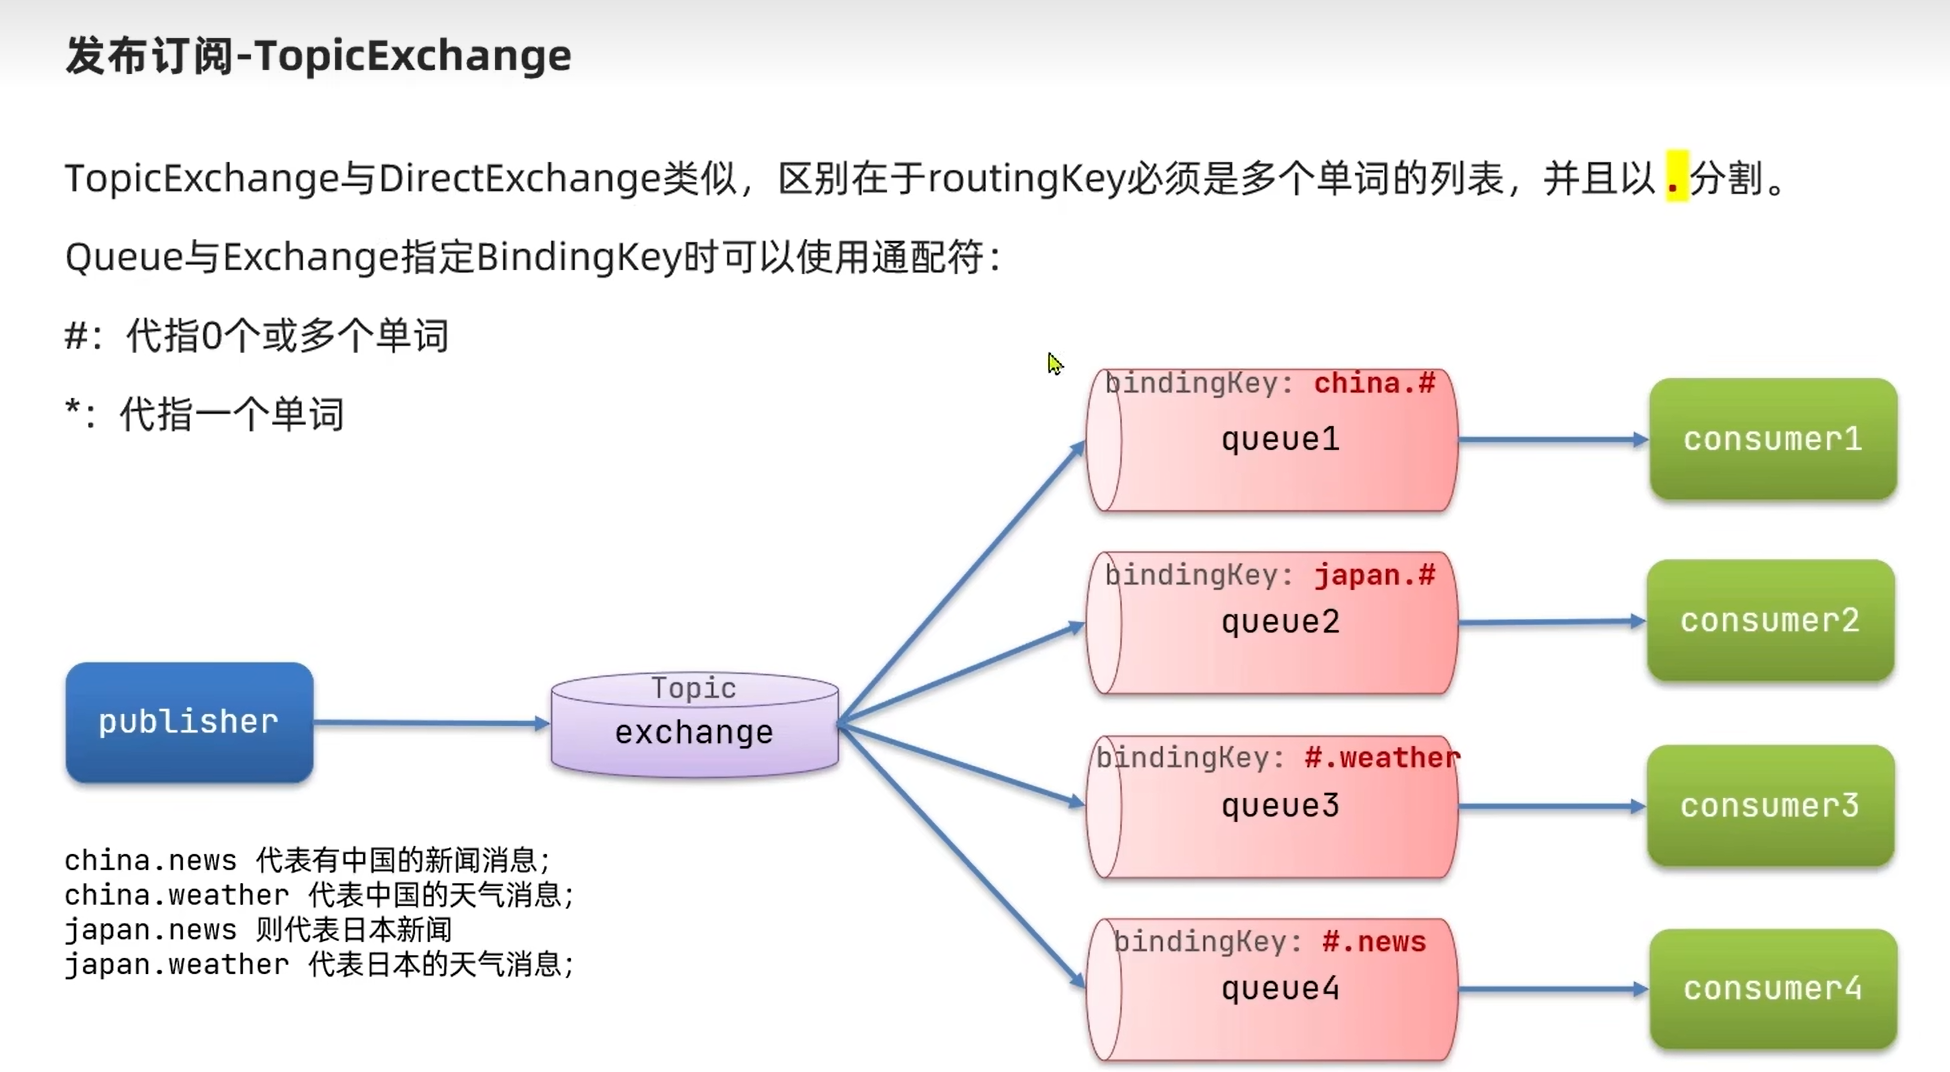 发布订阅-TopicExchange
TopicExchange与DirectExchange类似，区别在于routingKey必须是多个单词的列表，并且以 . 分割。
Queue与Exchange指定BindingKey时可以使用通配符：
#：代指0个或多个单词
*：代指一个单词
bindingKey: china.#
queue1
consumer1
bindingKey: japan.#
queue2
consumer2
publisher
Topic
exchange
bindingKey: #.weather
queue3
consumer3
china.news 代表有中国的新闻消息;
china.weather 代表中国的天气消息;
japan.news 则代表日本新闻
japan.weather 代表日本的天气消息;
bindingKey: #.news
queue4
consumer4